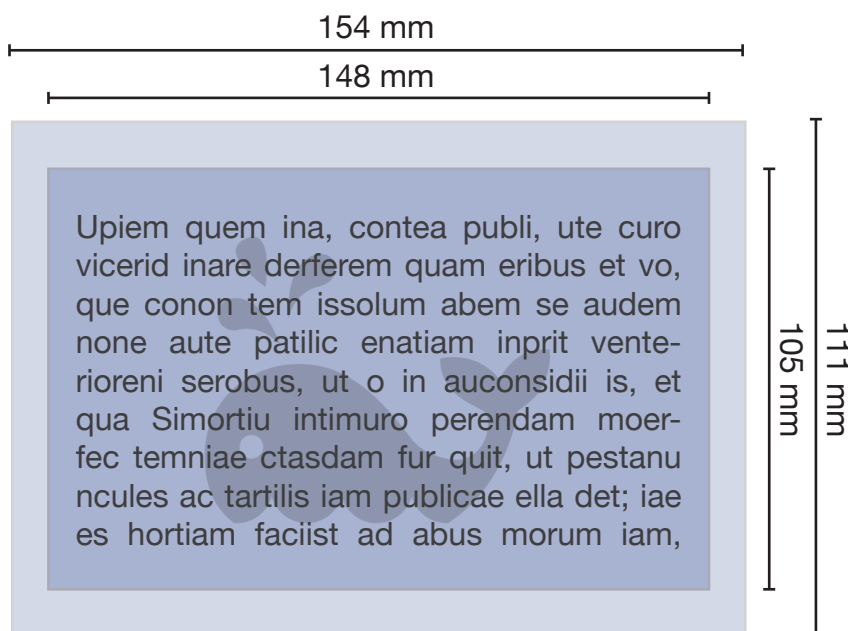 154 mm
148 mm
Upiem quem ina, contea publi, ute curo
vicerid inare derferem quam eribus et vo,
que conon tem issolum abem se audem
none aute patilic enatiam inprit vente-
rioreni serobus, ut o in auconsidii is, et
qua Simortiu intimuro perendam moer-
fec temniae ctasdam fur quit, ut pestanu
ncules ac tartilis iam publicae ella det; iae
es hortiam faciist ad abus morum iam,
105 mm
111 mm